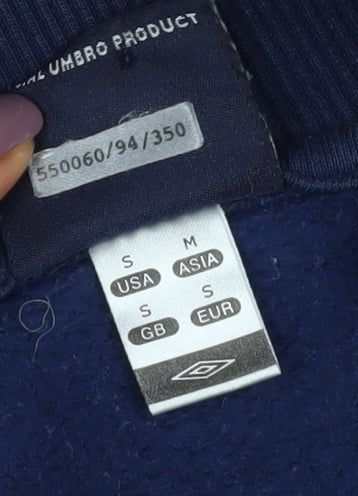 UMBRO PRODUCT
550060/94/350
S M
USA ASIA
S S
GB EUR